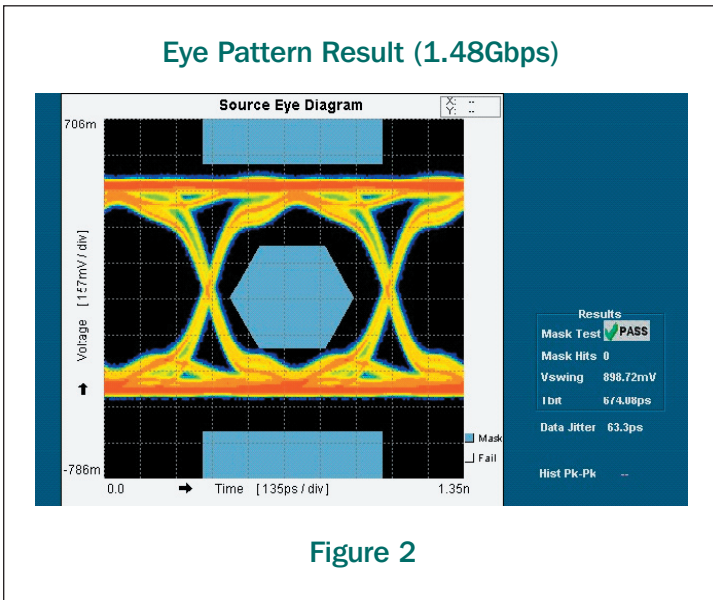 Eye Pattern Result (1.48Gbps)
Source Eye Diagram
X: --
Y: --
706m
Voltage [157mV / div]
-786m
0.0
Time [135ps / div]
1.35n
Mask
Fail
Results
Mask Test PASS
Mask Hits 0
Vswing 898.72mV
Tbit 674.08ps
Data Jitter 63.3ps
Hist Pk-Pk --
Figure 2